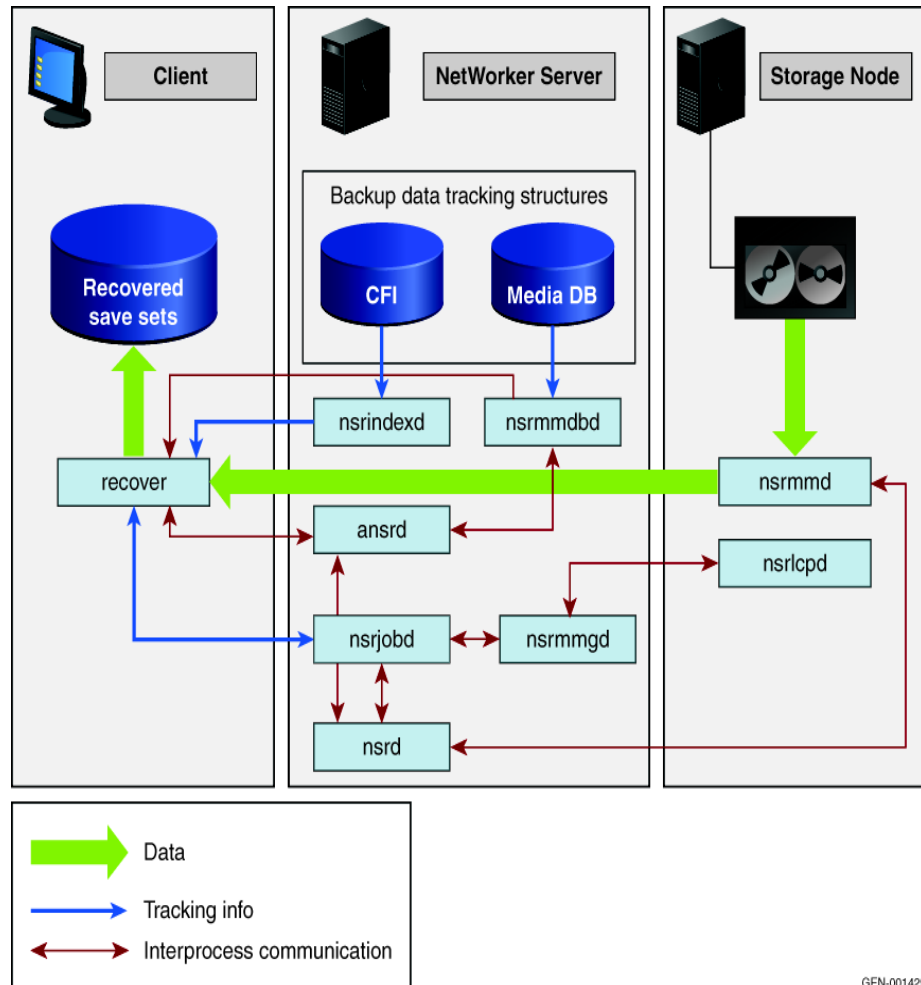 Client
NetWorker Server
Storage Node
Backup data tracking structures
Recovered
save sets
CFI
Media DB
nsrindexd
nsrmmdbd
recover
nsrmmd
ansrd
nsrlcpd
nsrjobd
nsrmmgd
nsrd
Data
Tracking info
Interprocess communication